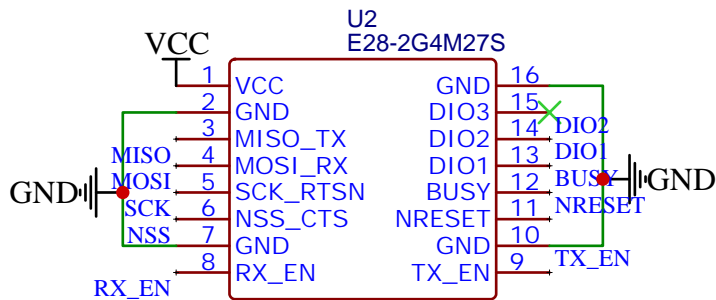 U2
E28-2G4M27S
VCC
1 VCC GND 16
2 GND DIO3 15
3 MISO_TX DIO2 14 DIO2
MISO 4 MOSI_RX DIO1 13 DIO1
GND MOSI 5 SCK_RTSN BUSY 12 BUSY GND
SCK 6 NSS_CTS NRESET 11 NRESET
NSS 7 GND GND 10
RX_EN 8 RX_EN TX_EN 9 TX_EN